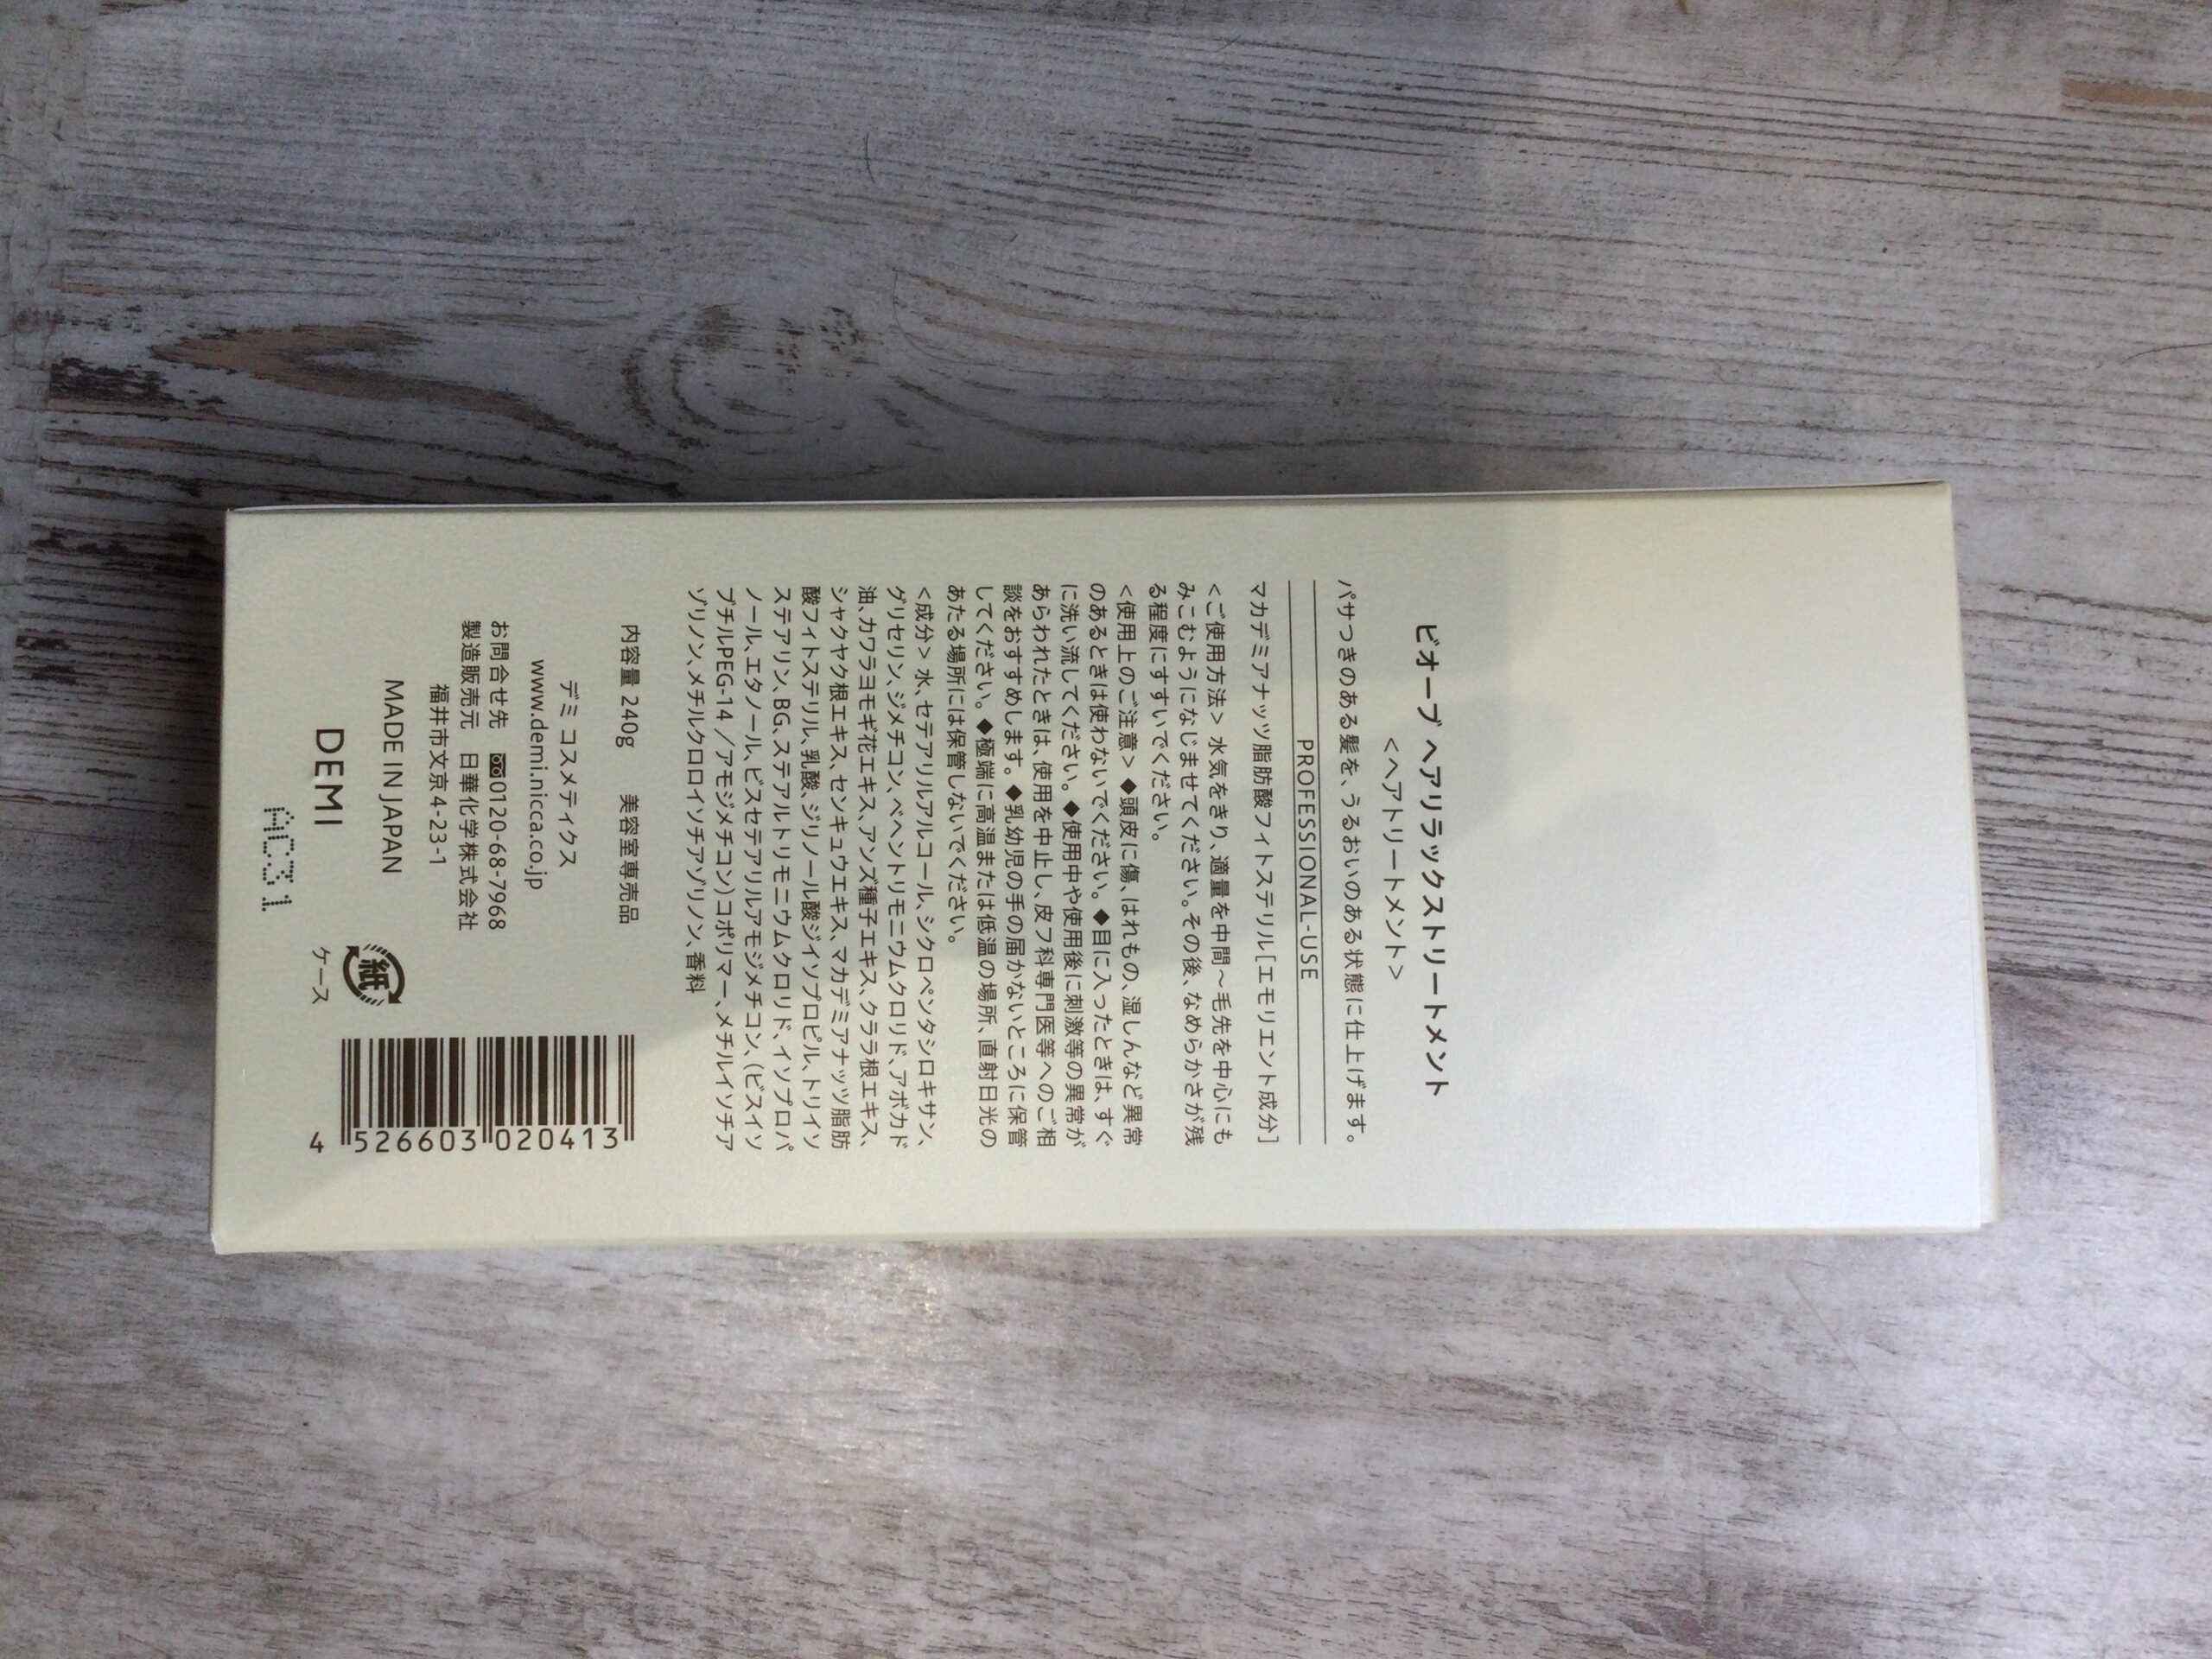 ビオーブ ヘアリラックストリートメント
<ヘアトリートメント>
パサつきのある髪を、うるおいのある状態に仕上げます。
PROFESSIONAL-USE
マカデミアナッツ脂肪酸フィトステリル[エモリエント成分]
<ご使用方法> 水気をきり、適量を中間～毛先を中心にも
みこむようになじませてください。その後、なめらかさが残
る程度にすすいでください。
<使用上のご注意> ◆頭皮に傷、はれもの、湿しんなど異常
のあるときは使わないでください。◆目に入ったときは、すぐ
に洗い流してください。◆使用中や使用後に刺激等の異常が
あらわれたときは、使用を中止し、皮フ科専門医等へのご相
談をおすすめします。◆乳幼児の手の届かないところに保管
してください。◆極端に高温または低温の場所、直射日光の
あたる場所には保管しないでください。
<成分> 水、セテアリルアルコール、シクロペンタシロキサン、
グリセリン、ジメチコン、ベヘントリモニウムクロリド、アボカド
油、カワラヨモギ花エキス、アンズ種子エキス、クララ根エキス、
シャクヤク根エキス、センキュウエキス、マカデミアナッツ脂肪
酸フィトステリル、乳酸、ジリノール酸ジイソプロピル、トリイソ
ステアリン、BG、ステアルトリモニウムクロリド、イソプロパ
ノール、エタノール、ビスセテアリルアモジメチコン、(ビスイソ
ブチルPEG-14／アモジメチコン)コポリマー、メチルイソチア
ゾリノン、メチルクロロイソチアゾリノン、香料
内容量 240g 美容室専売品
デミ コスメティクス
www.demi.nicca.co.jp
お問合せ先 0120-68-7968
製造販売元 日華化学株式会社
福井市文京4-23-1
MADE IN JAPAN
DEMI
紙
ケース
4 526603 020413
AC31